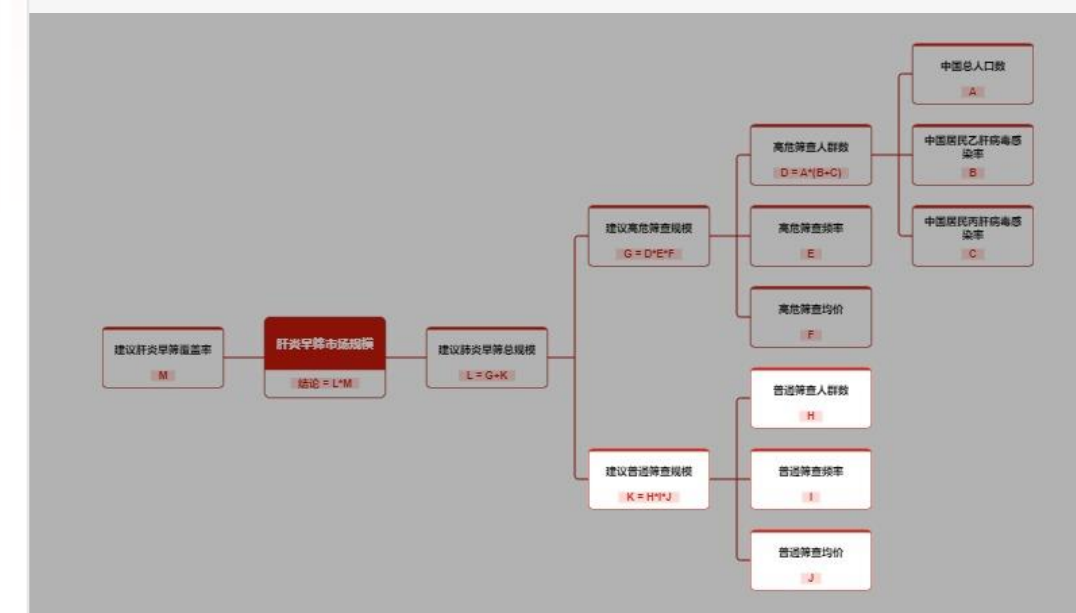 中国总人口数
A
高危筛查人群数
D = A*(B+C)
中国居民乙肝病毒感
染率
B
建议高危筛查规模
G = D*E*F
高危筛查频率
E
中国居民丙肝病毒感
染率
C
高危筛查均价
F
建议肝炎早筛覆盖率
M
肝炎早筛市场规模
结论 = L*M
建议肺炎早筛总规模
L = G+K
普通筛查人群数
H
建议普通筛查规模
K = H*I*J
普通筛查频率
I
普通筛查均价
J